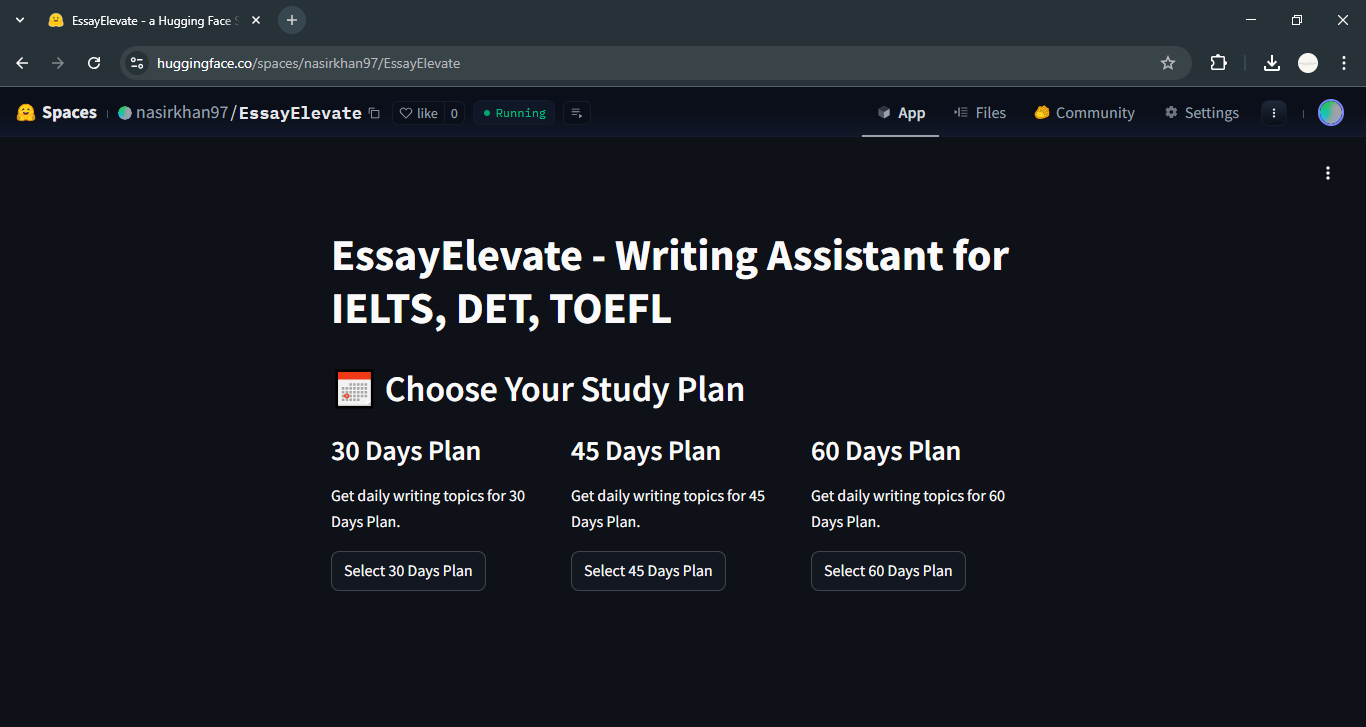 EssayElevate - a Hugging Face S
huggingface.co/spaces/nasirkhan97/EssayElevate
Spaces nasirkhan97/EssayElevate like 0 Running App Files Community Settings
EssayElevate - Writing Assistant for
IELTS, DET, TOEFL
Choose Your Study Plan
30 Days Plan 45 Days Plan 60 Days Plan
Get daily writing topics for 30 Get daily writing topics for 45 Get daily writing topics for 60
Days Plan. Days Plan. Days Plan.
Select 30 Days Plan Select 45 Days Plan Select 60 Days Plan